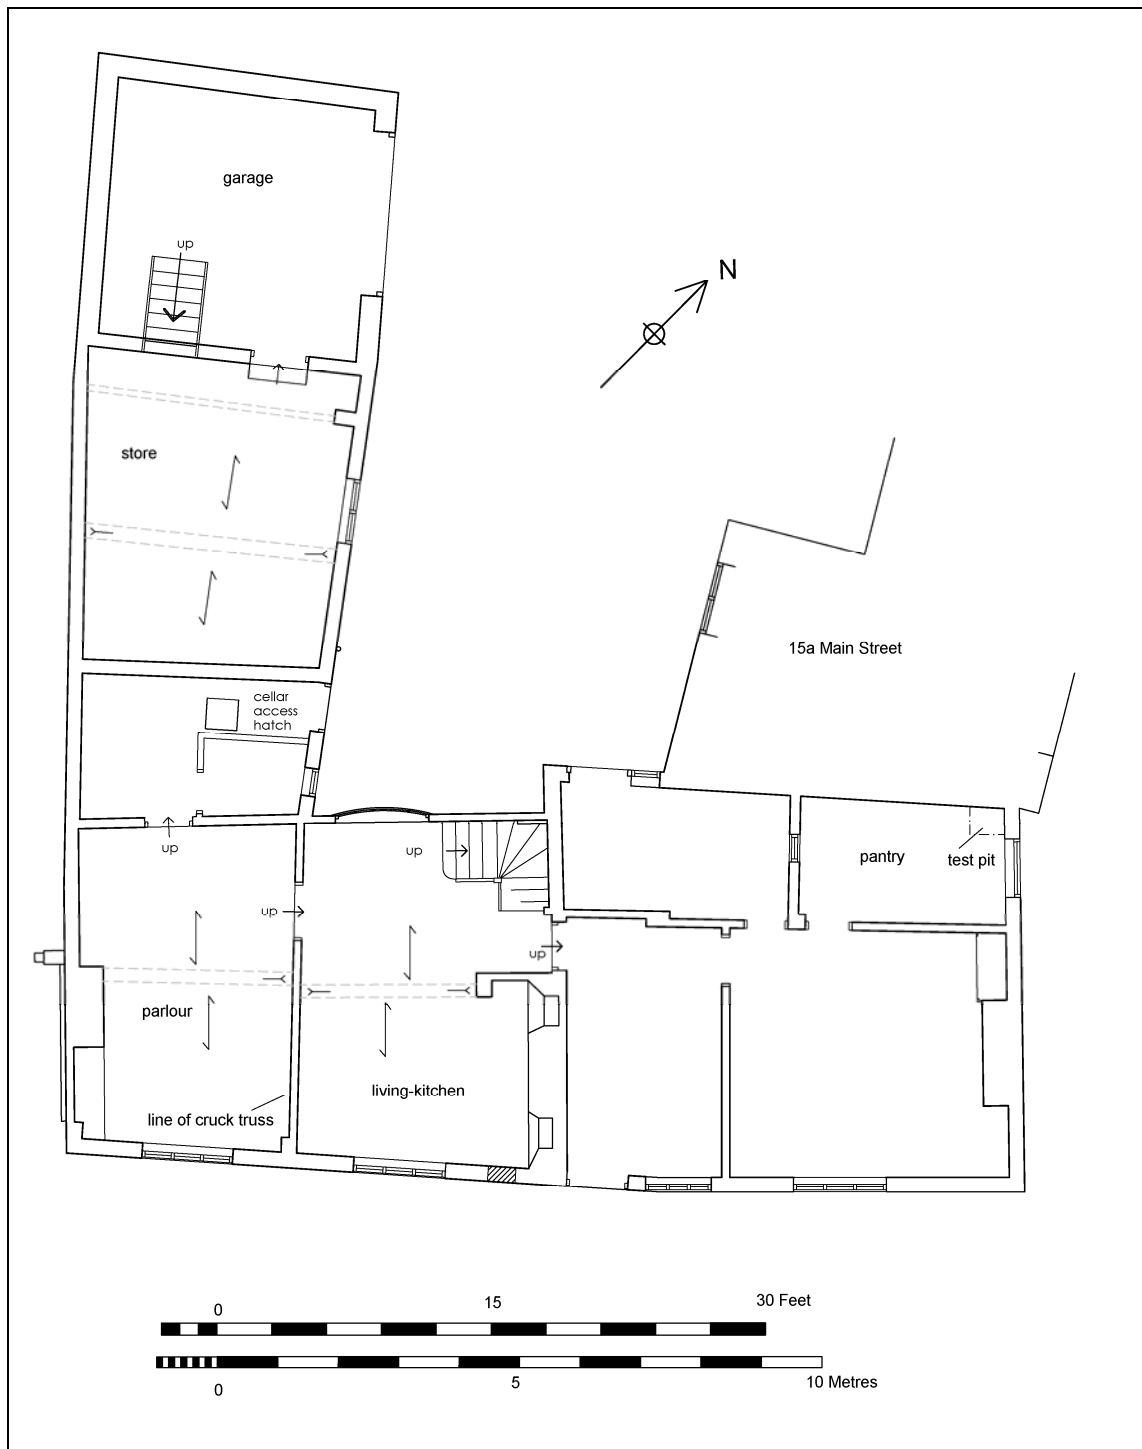 garage
up
N
store
15a Main Street
cellar
access
hatch
up
up
up
up
pantry
test pit
parlour
living-kitchen
line of cruck truss
0
15
30 Feet
0
5
10 Metres